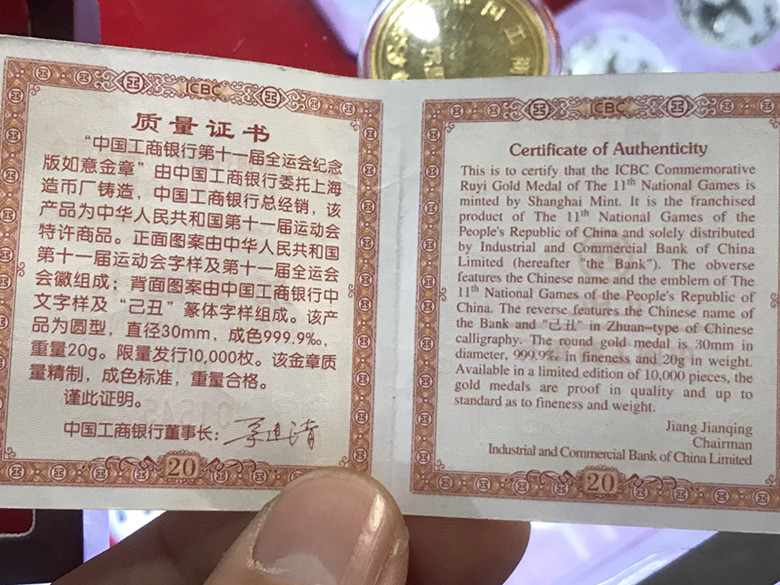 国工商
ICBC
质量证书
“中国工商银行第十一届全运会纪念
版如意金章”由中国工商银行委托上海
造币厂铸造，中国工商银行总经销，该
产品为中华人民共和国第十一届运动会
特许商品。正面图案由中华人民共和国
第十一届运动会字样及第十一届全运会
会徽组成；背面图案由中国工商银行中
文字样及“己丑”篆体字样组成。该产
品为圆型，直径30mm，成色999.9‰，
重量20g。限量发行10,000枚。该金章质
量精制，成色标准，重量合格。
谨此证明。
中国工商银行董事长：
20
ICBC
Certificate of Authenticity
This is to certify that the ICBC Commemorative
Ruyi Gold Medal of The 11th National Games is
minted by Shanghai Mint. It is the franchised
product of The 11th National Games of the
People's Republic of China and solely distributed
by Industrial and Commercial Bank of China
Limited (hereafter "the Bank"). The obverse
features the Chinese name and the emblem of The
11th National Games of the People's Republic of
China. The reverse features the Chinese name of
the Bank and "己丑" in Zhuan-type of Chinese
calligraphy. The round gold medal is 30mm in
diameter, 999.9‰ in fineness and 20g in weight.
Available in a limited edition of 10,000 pieces, the
gold medals are proof in quality and up to
standard as to fineness and weight.
Jiang Jianqing
Chairman
Industrial and Commercial Bank of China Limited
20